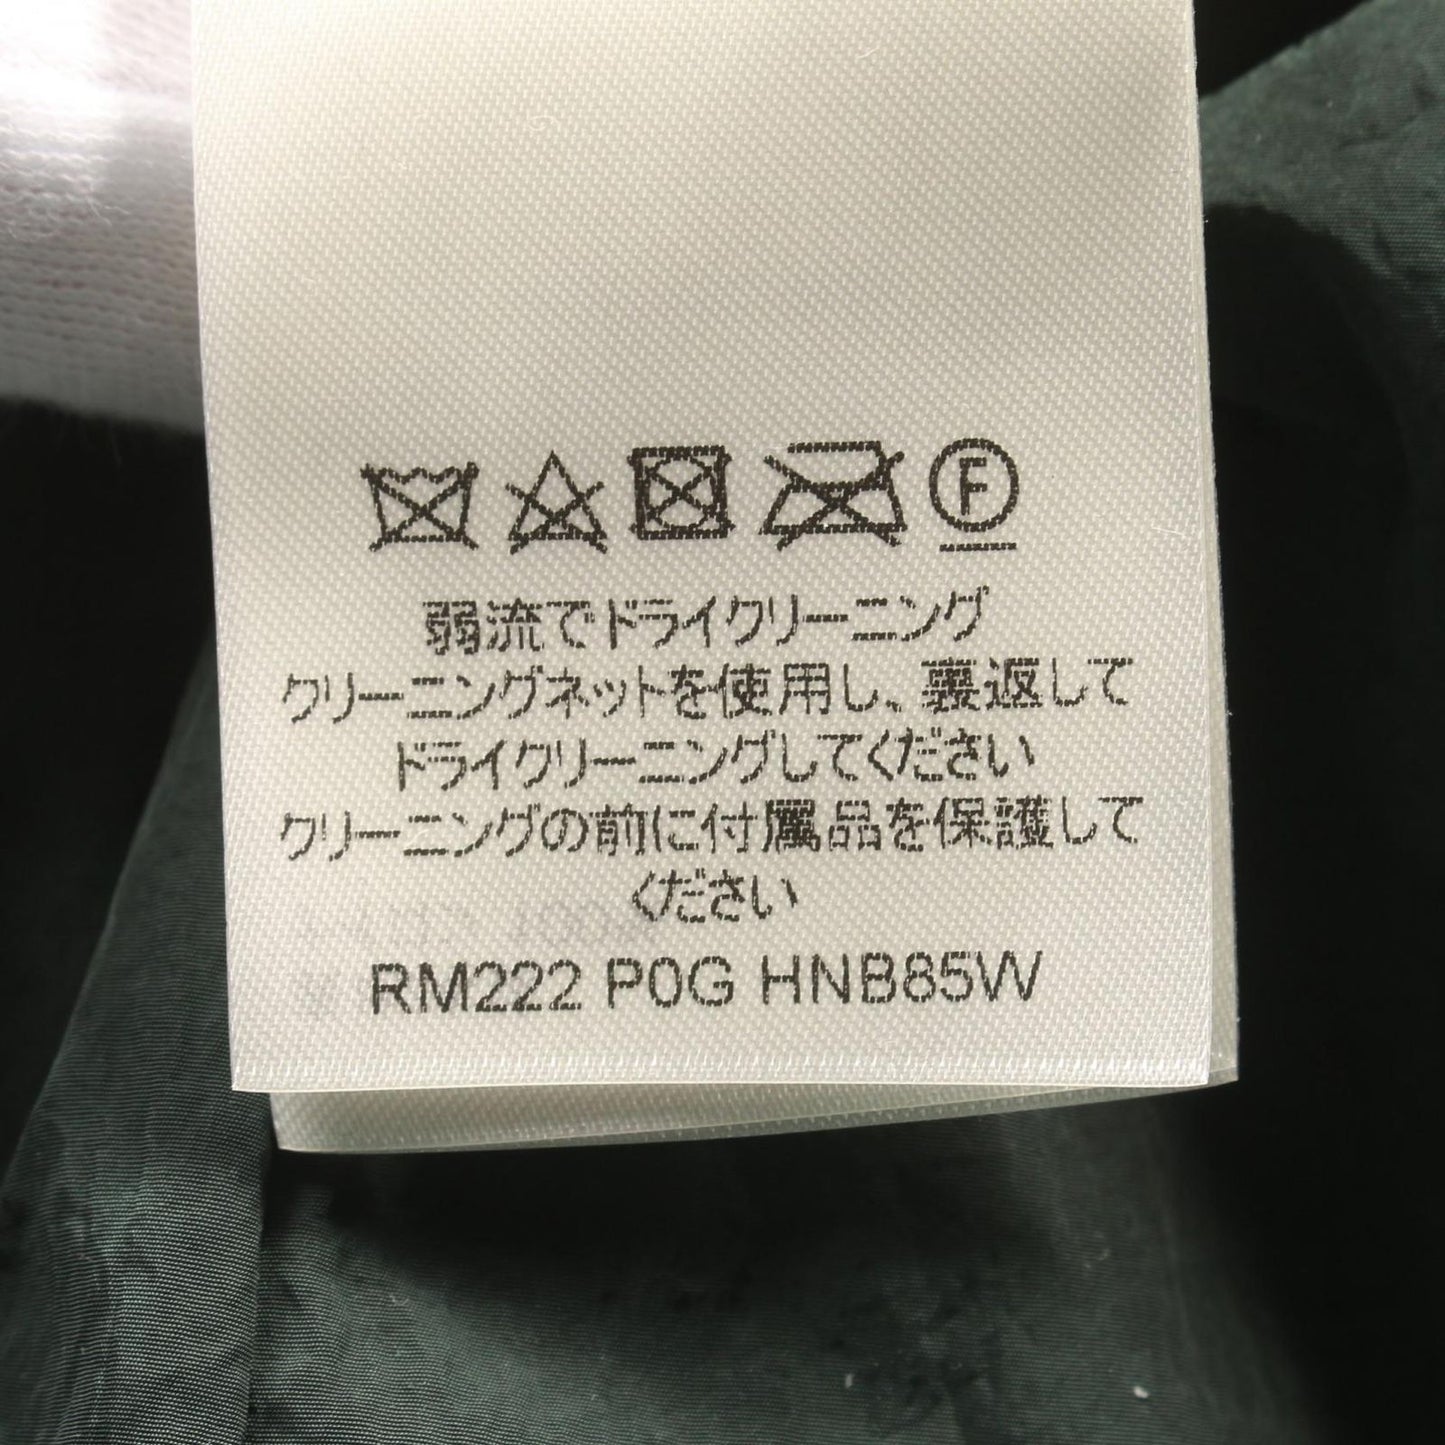 F
弱流でドライクリーニング
クリーニングネットを使用し、裏返して
ドライクリーニングしてください
クリーニングの前に付属品を保護して
ください
RM222 P0G HNB85W